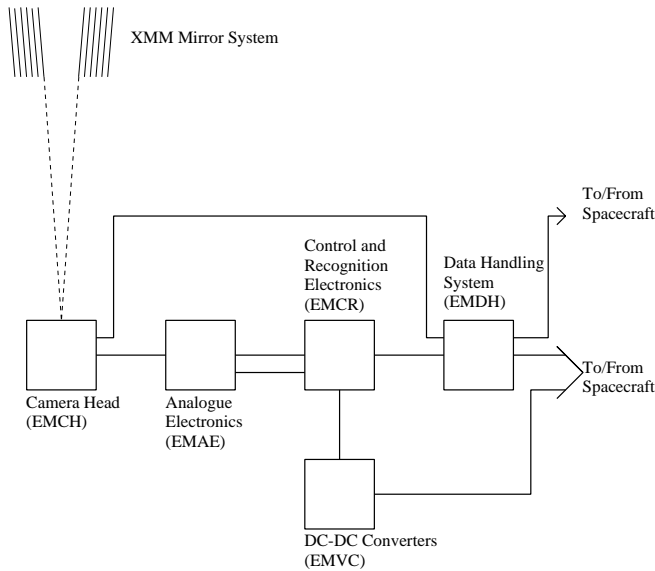 XMM Mirror System
To/From
Spacecraft
Control and
Recognition
Electronics
(EMCR)
Data Handling
System
(EMDH)
To/From
Spacecraft
Camera Head
(EMCH)
Analogue
Electronics
(EMAE)
DC-DC Converters
(EMVC)